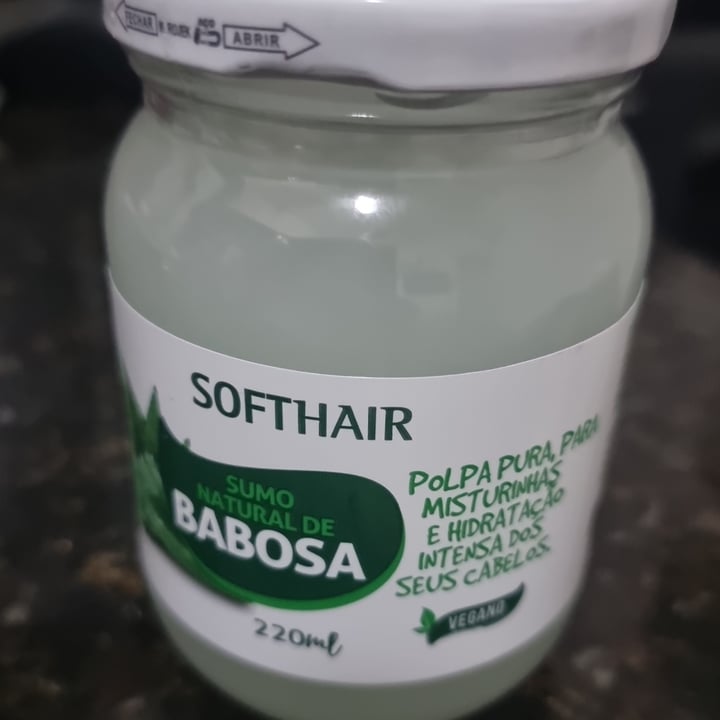 FECHAR
ABRIR
SOFTHAIR
SUMO
NATURAL DE
BABOSA
POLPA PURA, PARA
MISTURINHAS
E HIDRATAÇÃO
INTENSA DOS
SEUS CABELOS.
220ml
VEGANO